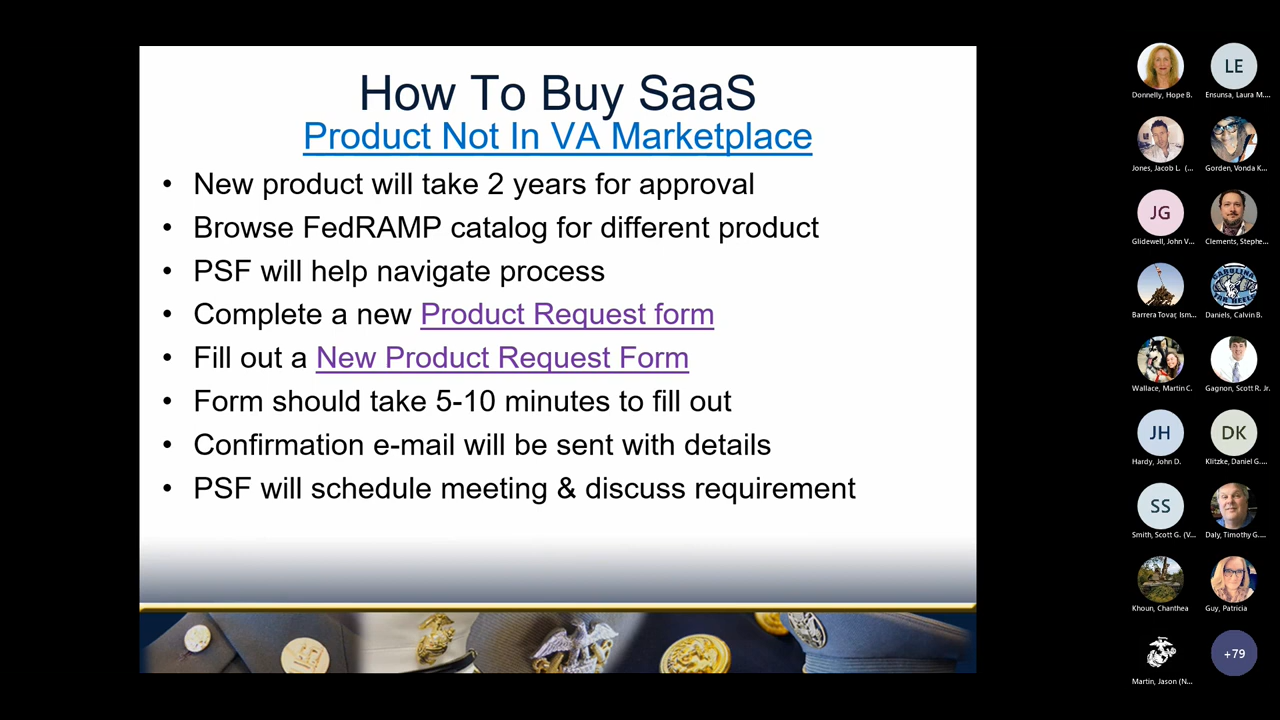 How To Buy SaaS
Product Not In VA Marketplace
• New product will take 2 years for approval
• Browse FedRAMP catalog for different product
• PSF will help navigate process
• Complete a new Product Request form
• Fill out a New Product Request Form
• Form should take 5-10 minutes to fill out
• Confirmation e-mail will be sent with details
• PSF will schedule meeting & discuss requirement
Donnelly, Hope B.
LE
Ensunsa, Laura M....
Jones, Jacob L. (...
Gorden, Vonda K...
JG
Glidewell, John V...
Clements, Stephe...
Barrera Tovar, Ism...
CAROLINA
TAR HEELS
Daniels, Calvin B.
Wallace, Martin C.
Gagnon, Scott R. Jr.
JH
Hardy, John D.
DK
Klitzke, Daniel G....
SS
Smith, Scott G. (V...
Daly, Timothy G....
Khoun, Chanthea
Guy, Patricia
Martin, Jason (N...
+79